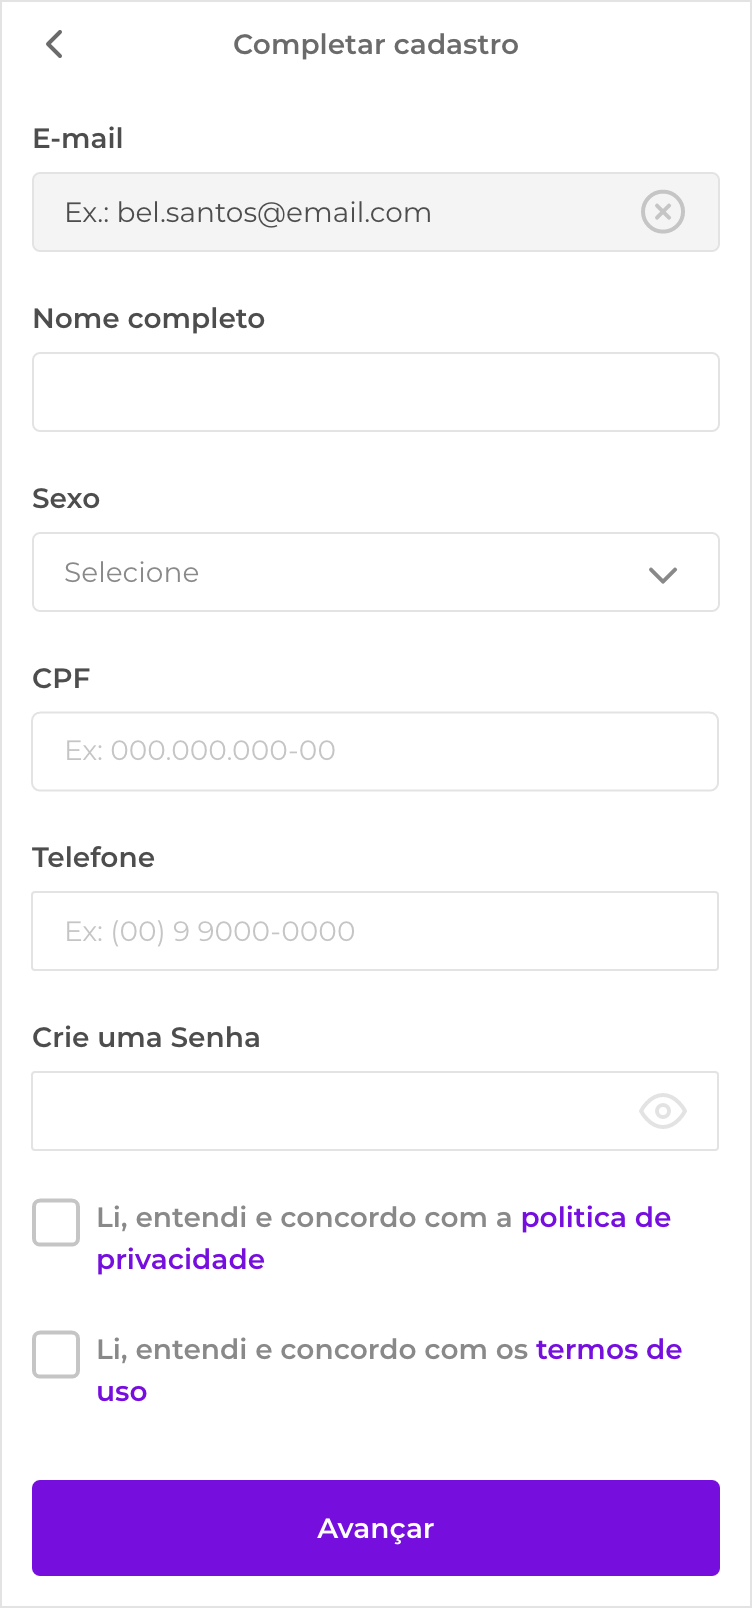 Completar cadastro
E-mail
Ex.: bel.santos@email.com
Nome completo
Sexo
Selecione
CPF
Ex: 000.000.000-00
Telefone
Ex: (00) 9 9000-0000
Crie uma Senha
Li, entendi e concordo com a politica de
privacidade
Li, entendi e concordo com os termos de
uso
Avançar